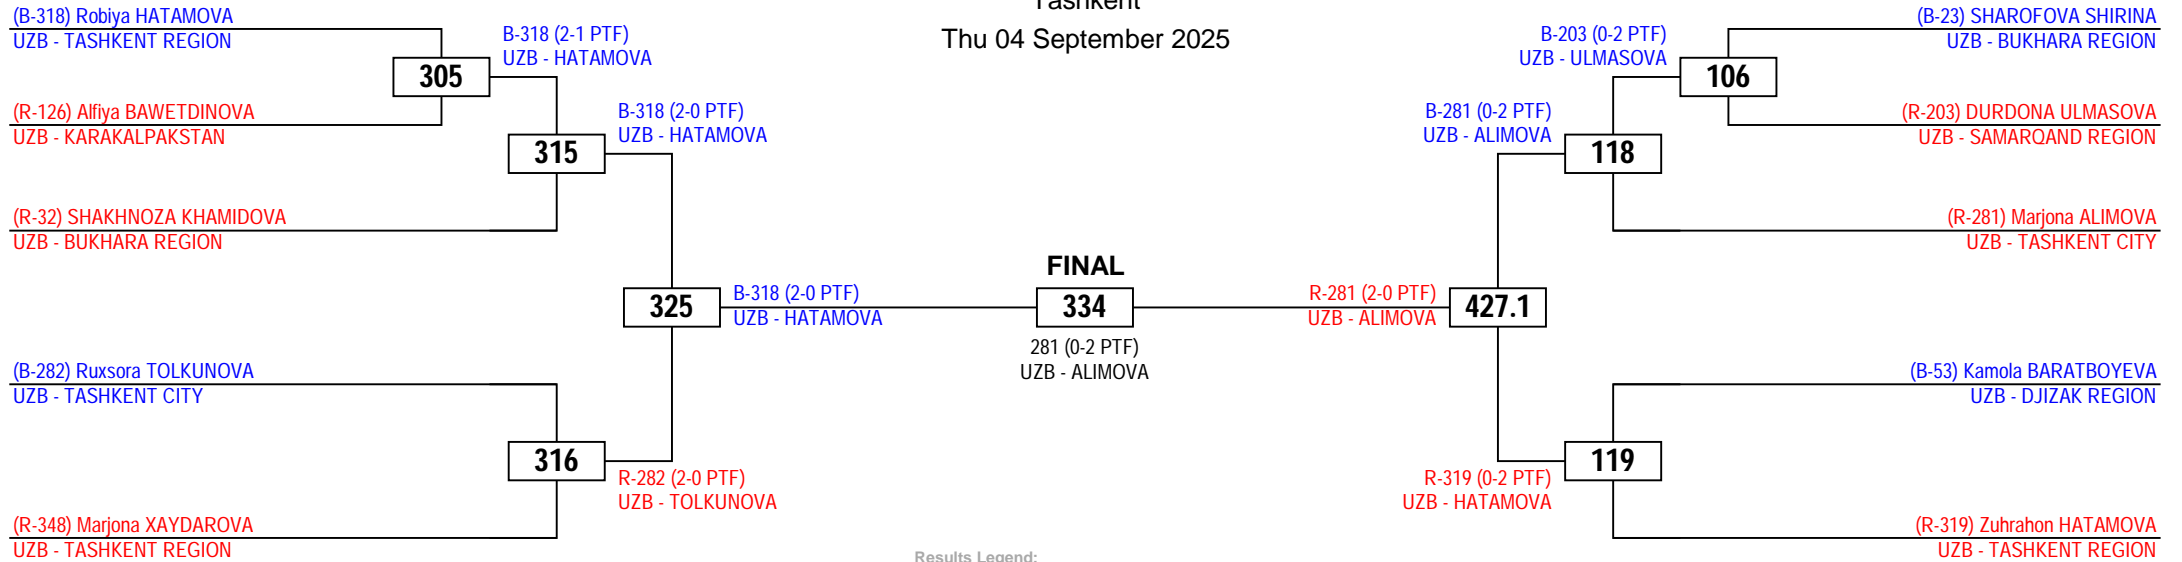 Tashkent
Thu 04 September 2025
(B-318) Robiya HATAMOVA
UZB - TASHKENT REGION
305
(R-126) Alfiya BAWETDINOVA
UZB - KARAKALPAKSTAN
B-318 (2-1 PTF)
UZB - HATAMOVA
315
(R-32) SHAKHNOZA KHAMIDOVA
UZB - BUKHARA REGION
B-318 (2-0 PTF)
UZB - HATAMOVA
325
(B-282) Ruxsora TOLKUNOVA
UZB - TASHKENT CITY
316
(R-348) Marjona XAYDAROVA
UZB - TASHKENT REGION
R-282 (2-0 PTF)
UZB - TOLKUNOVA
B-318 (2-0 PTF)
UZB - HATAMOVA
FINAL
334
281 (0-2 PTF)
UZB - ALIMOVA
R-281 (2-0 PTF)
UZB - ALIMOVA
427.1
B-281 (0-2 PTF)
UZB - ALIMOVA
118
B-203 (0-2 PTF)
UZB - ULMASOVA
106
(B-23) SHAROFOVA SHIRINA
UZB - BUKHARA REGION
(R-203) DURDONA ULMASOVA
UZB - SAMARQAND REGION
(R-281) Marjona ALIMOVA
UZB - TASHKENT CITY
(B-53) Kamola BARATBOYEVA
UZB - DJIZAK REGION
119
R-319 (0-2 PTF)
UZB - HATAMOVA
(R-319) Zuhrahon HATAMOVA
UZB - TASHKENT REGION
Results Legend: